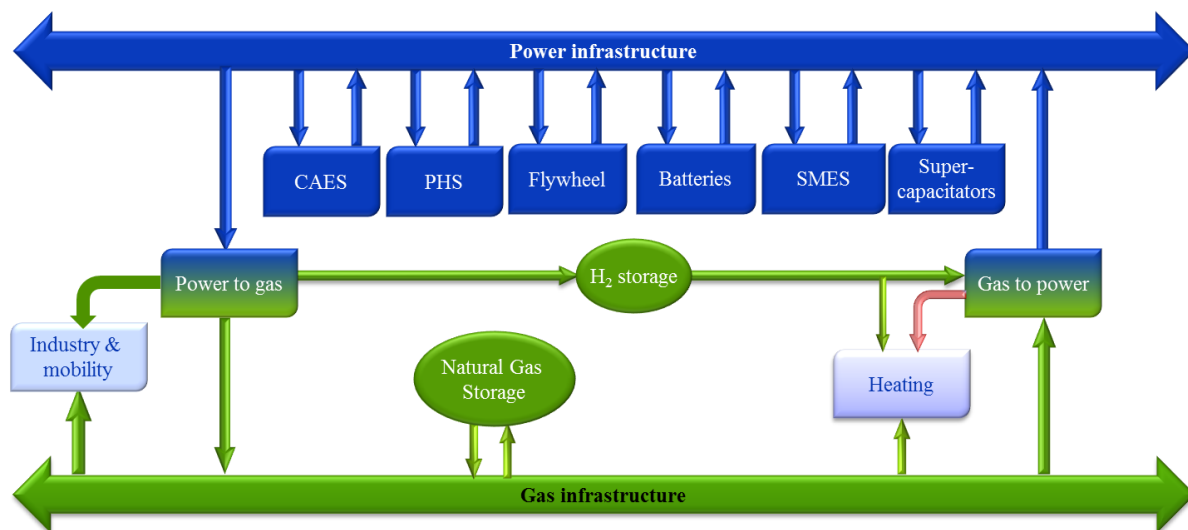 Power infrastructure
CAES
PHS
Flywheel
Batteries
SMES
Super-
capacitators
Power to gas
H₂ storage
Gas to power
Industry &
mobility
Natural Gas
Storage
Heating
Gas infrastructure